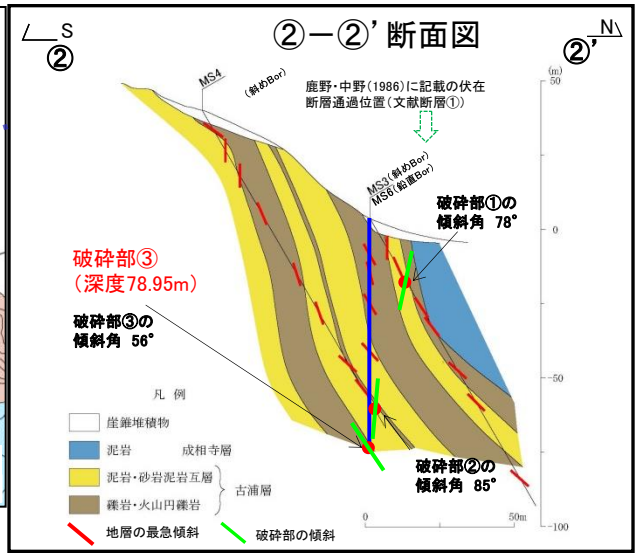 S
②
②－②’断面図
N
②’
MS4
(斜めBor)
鹿野・中野(1986)に記載の伏在
断層通過位置(文献断層①)
(m)
50
0
-50
-100
MS3(斜めBor)
MS6(鉛直Bor)
破砕部①の
傾斜角 78°
破砕部③
(深度78.95m)
破砕部③の
傾斜角 56°
破砕部②の
傾斜角 85°
凡 例
崖錐堆積物
泥岩 成相寺層
泥岩・砂岩泥岩互層
古浦層
礫岩・火山円礫岩
地層の最急傾斜
破砕部の傾斜
0 50m